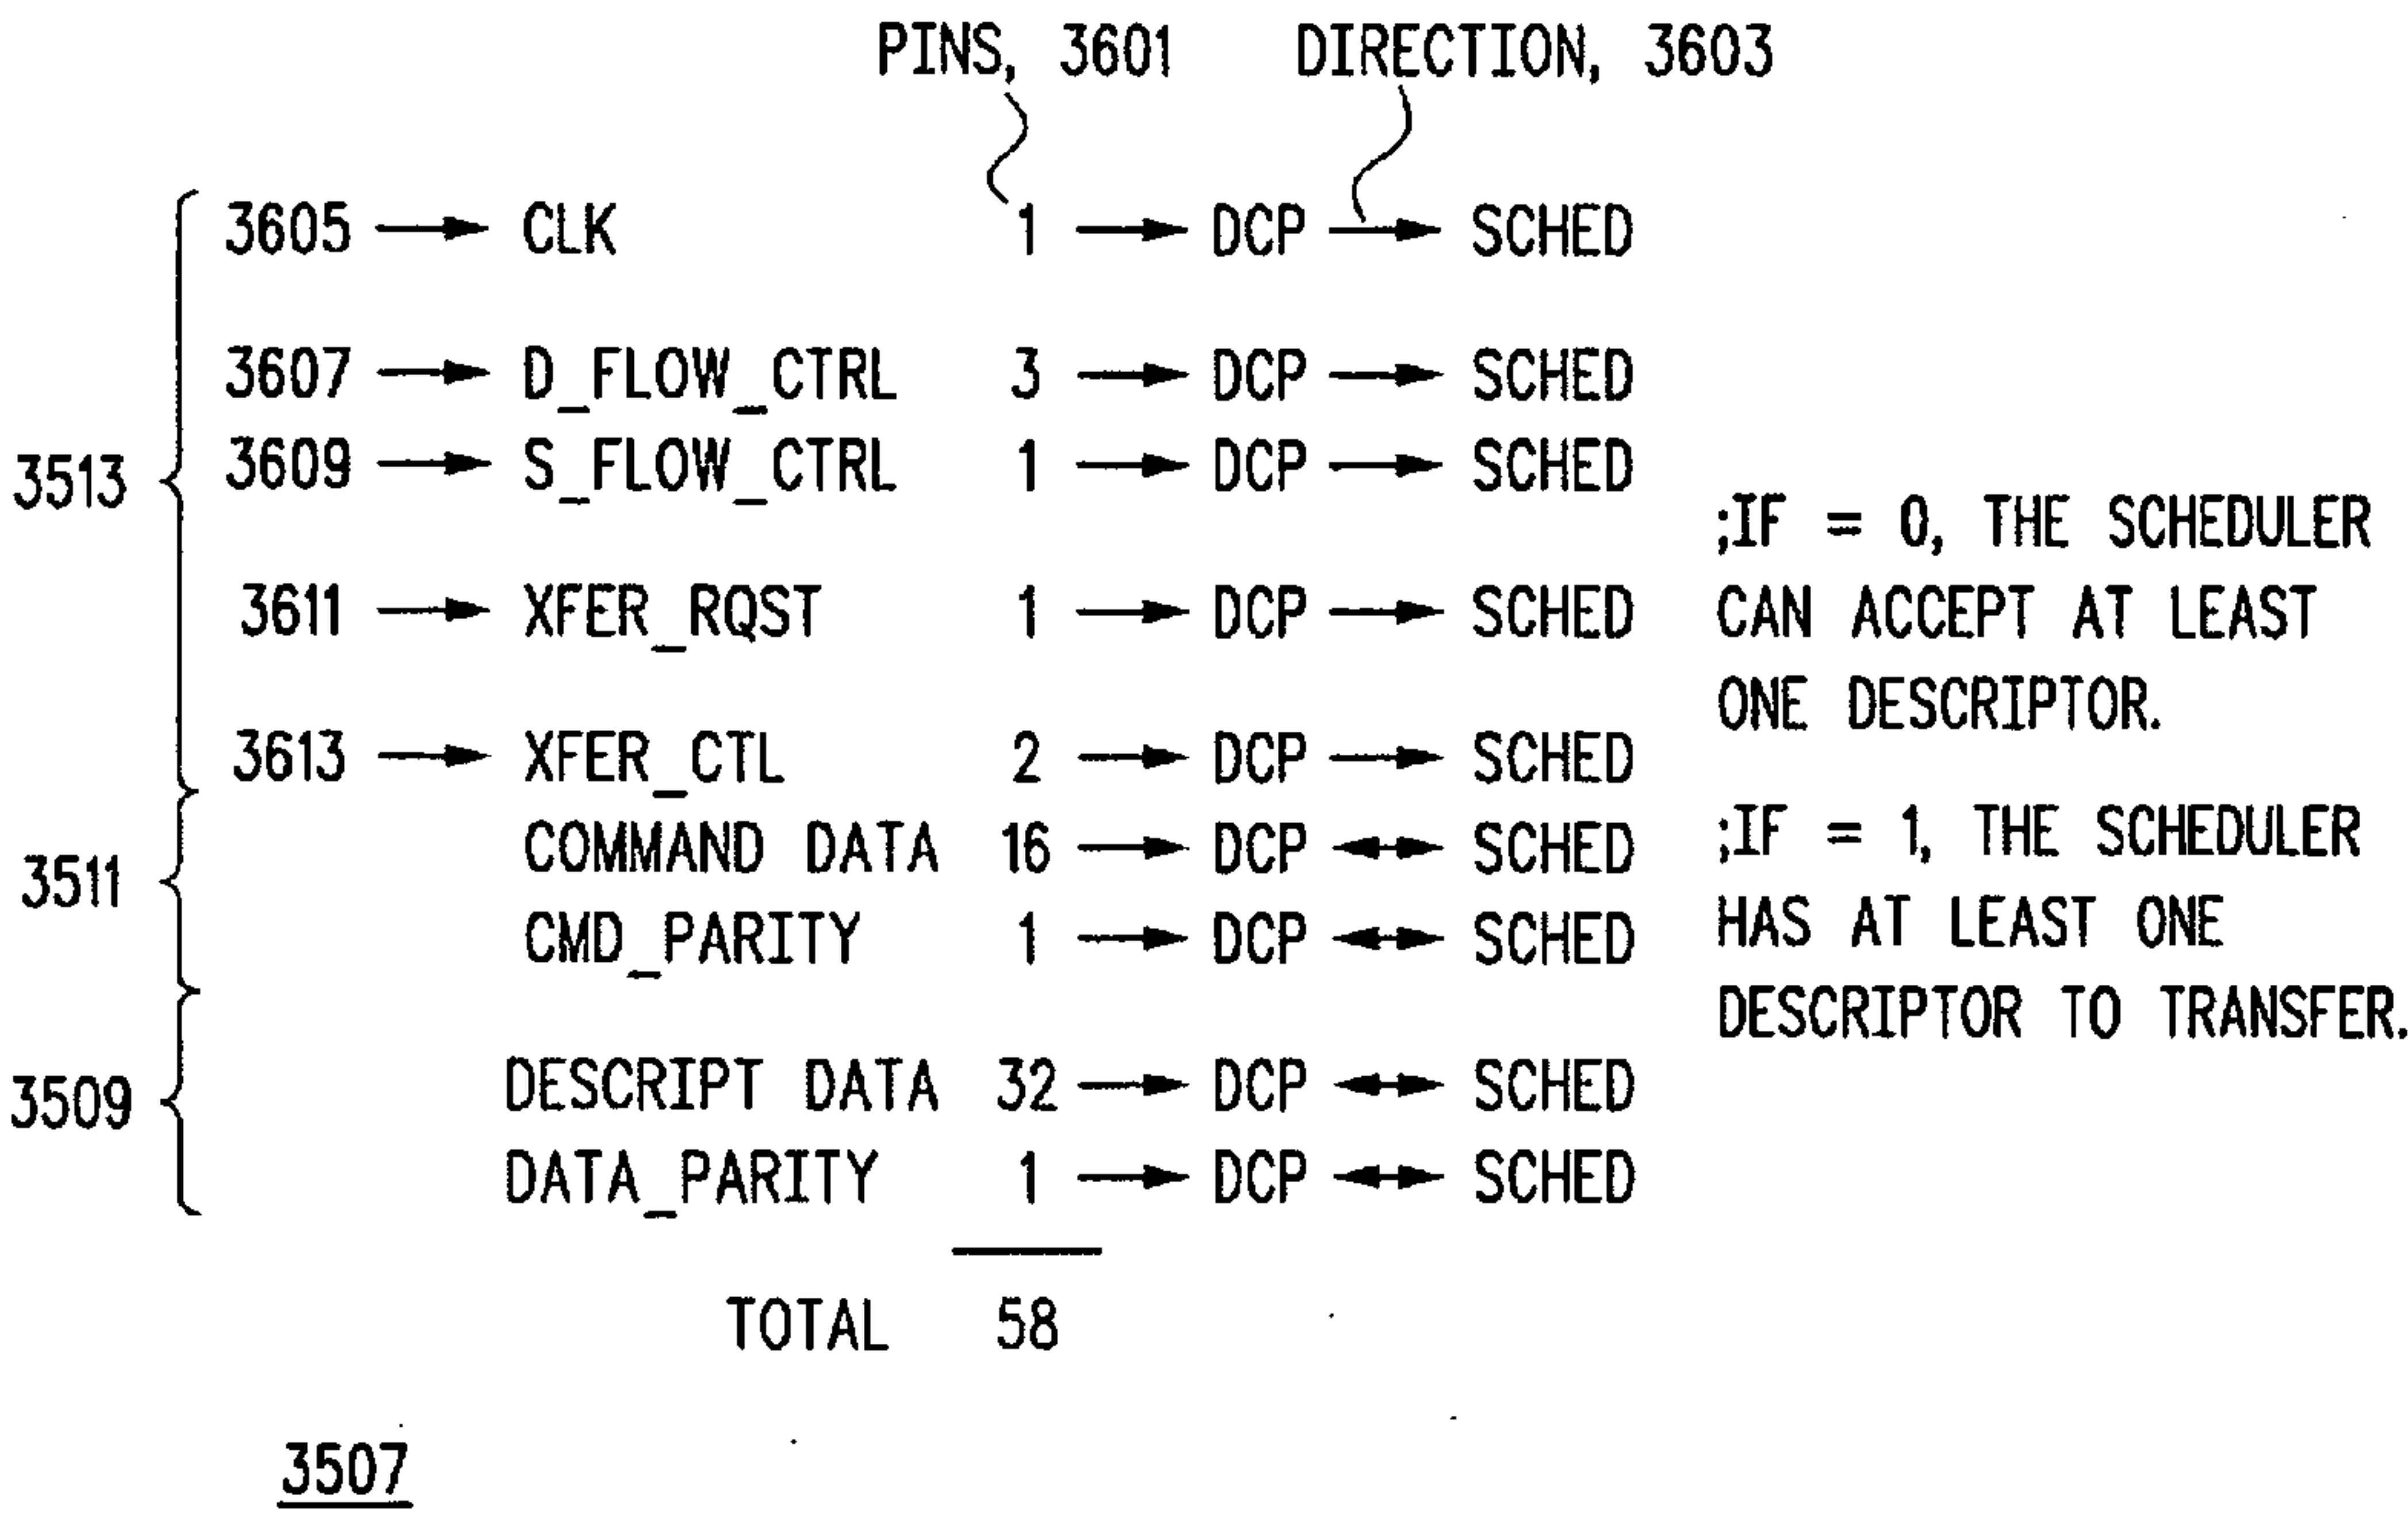 PINS, 3601 DIRECTION, 3603
3605 CLK 1 DCP SCHED
3607 D_FLOW_CTRL 3 DCP SCHED
3513
3609 S_FLOW_CTRL 1 DCP SCHED
;IF = 0, THE SCHEDULER
3611 XFER_RQST 1 DCP SCHED CAN ACCEPT AT LEAST
ONE DESCRIPTOR.
3613 XFER_CTL 2 DCP SCHED
3511
COMMAND DATA 16 DCP SCHED ;IF = 1, THE SCHEDULER
CMD_PARITY 1 DCP SCHED HAS AT LEAST ONE
DESCRIPTOR TO TRANSFER.
3509
DESCRIPT DATA 32 DCP SCHED
DATA_PARITY 1 DCP SCHED
TOTAL 58
3507